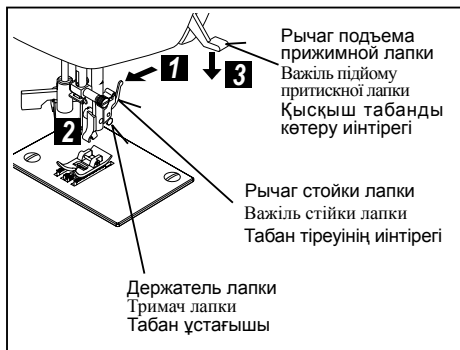 Рычаг подъема
прижимной лапки
Важіль підйому
притискної лапки
Қысқыш табанды
көтеру иінтірегі
1
3
2
Рычаг стойки лапки
Важіль стійки лапки
Табан тіреуінің иінтірегі
Держатель лапки
Тримач лапки
Табан ұстағышы